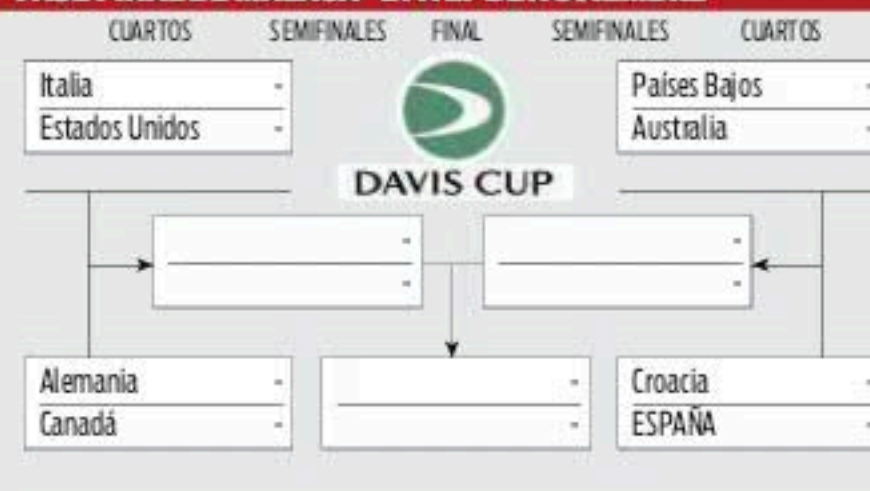 CUARTOS SEMIFINALES FINAL SEMIFINALES CUARTOS
Italia -
Estados Unidos -
Países Bajos -
Australia -
DAVIS CUP
-
-
-
-
Alemania -
Canadá -
-
-
Croacia -
ESPAÑA -